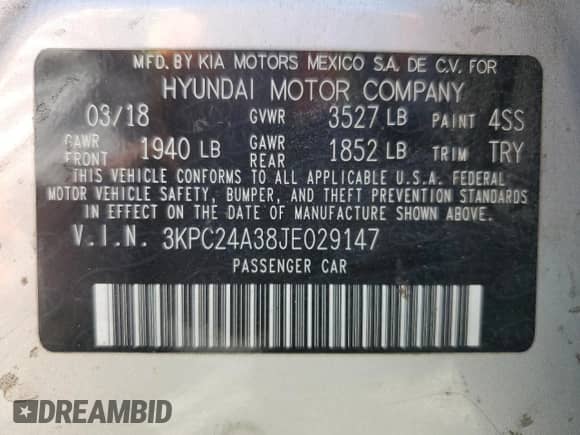 MFD. BY KIA MOTORS MEXICO S.A. DE C.V. FOR
HYUNDAI MOTOR COMPANY
03/18 GVWR 3527 LB PAINT 4SS
GAWR FRONT 1940 LB GAWR REAR 1852 LB TRIM TRY
THIS VEHICLE CONFORMS TO ALL APPLICABLE U.S.A. FEDERAL
MOTOR VEHICLE SAFETY, BUMPER, AND THEFT PREVENTION STANDARDS
IN EFFECT ON THE DATE OF MANUFACTURE SHOWN ABOVE.
V.I.N. 3KPC24A38JE029147
PASSENGER CAR
DREAMBID